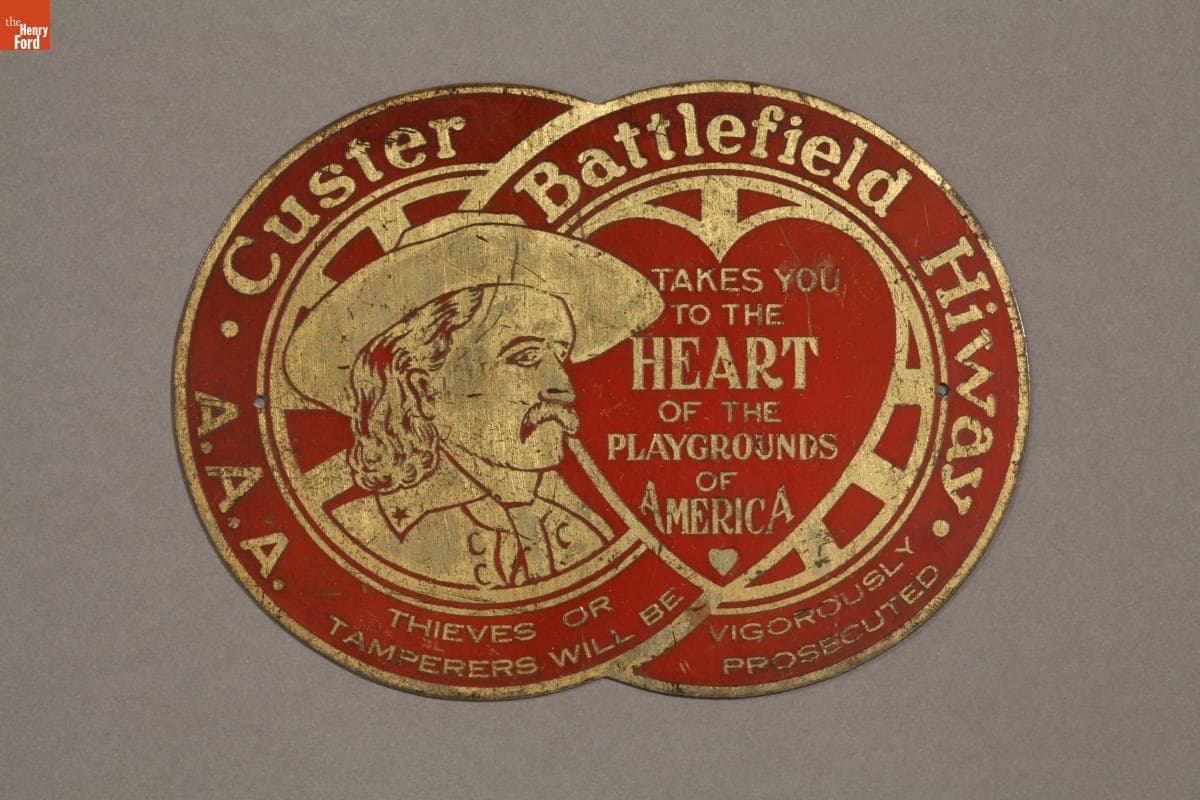 the
Henry
Ford
· Custer Battlefield Hiway ·
TAKES YOU
TO THE
HEART
OF THE
PLAYGROUNDS
OF
AMERICA
A.A.A.
THIEVES OR
TAMPERERS WILL BE
VIGOROUSLY
PROSECUTED
C C
C C